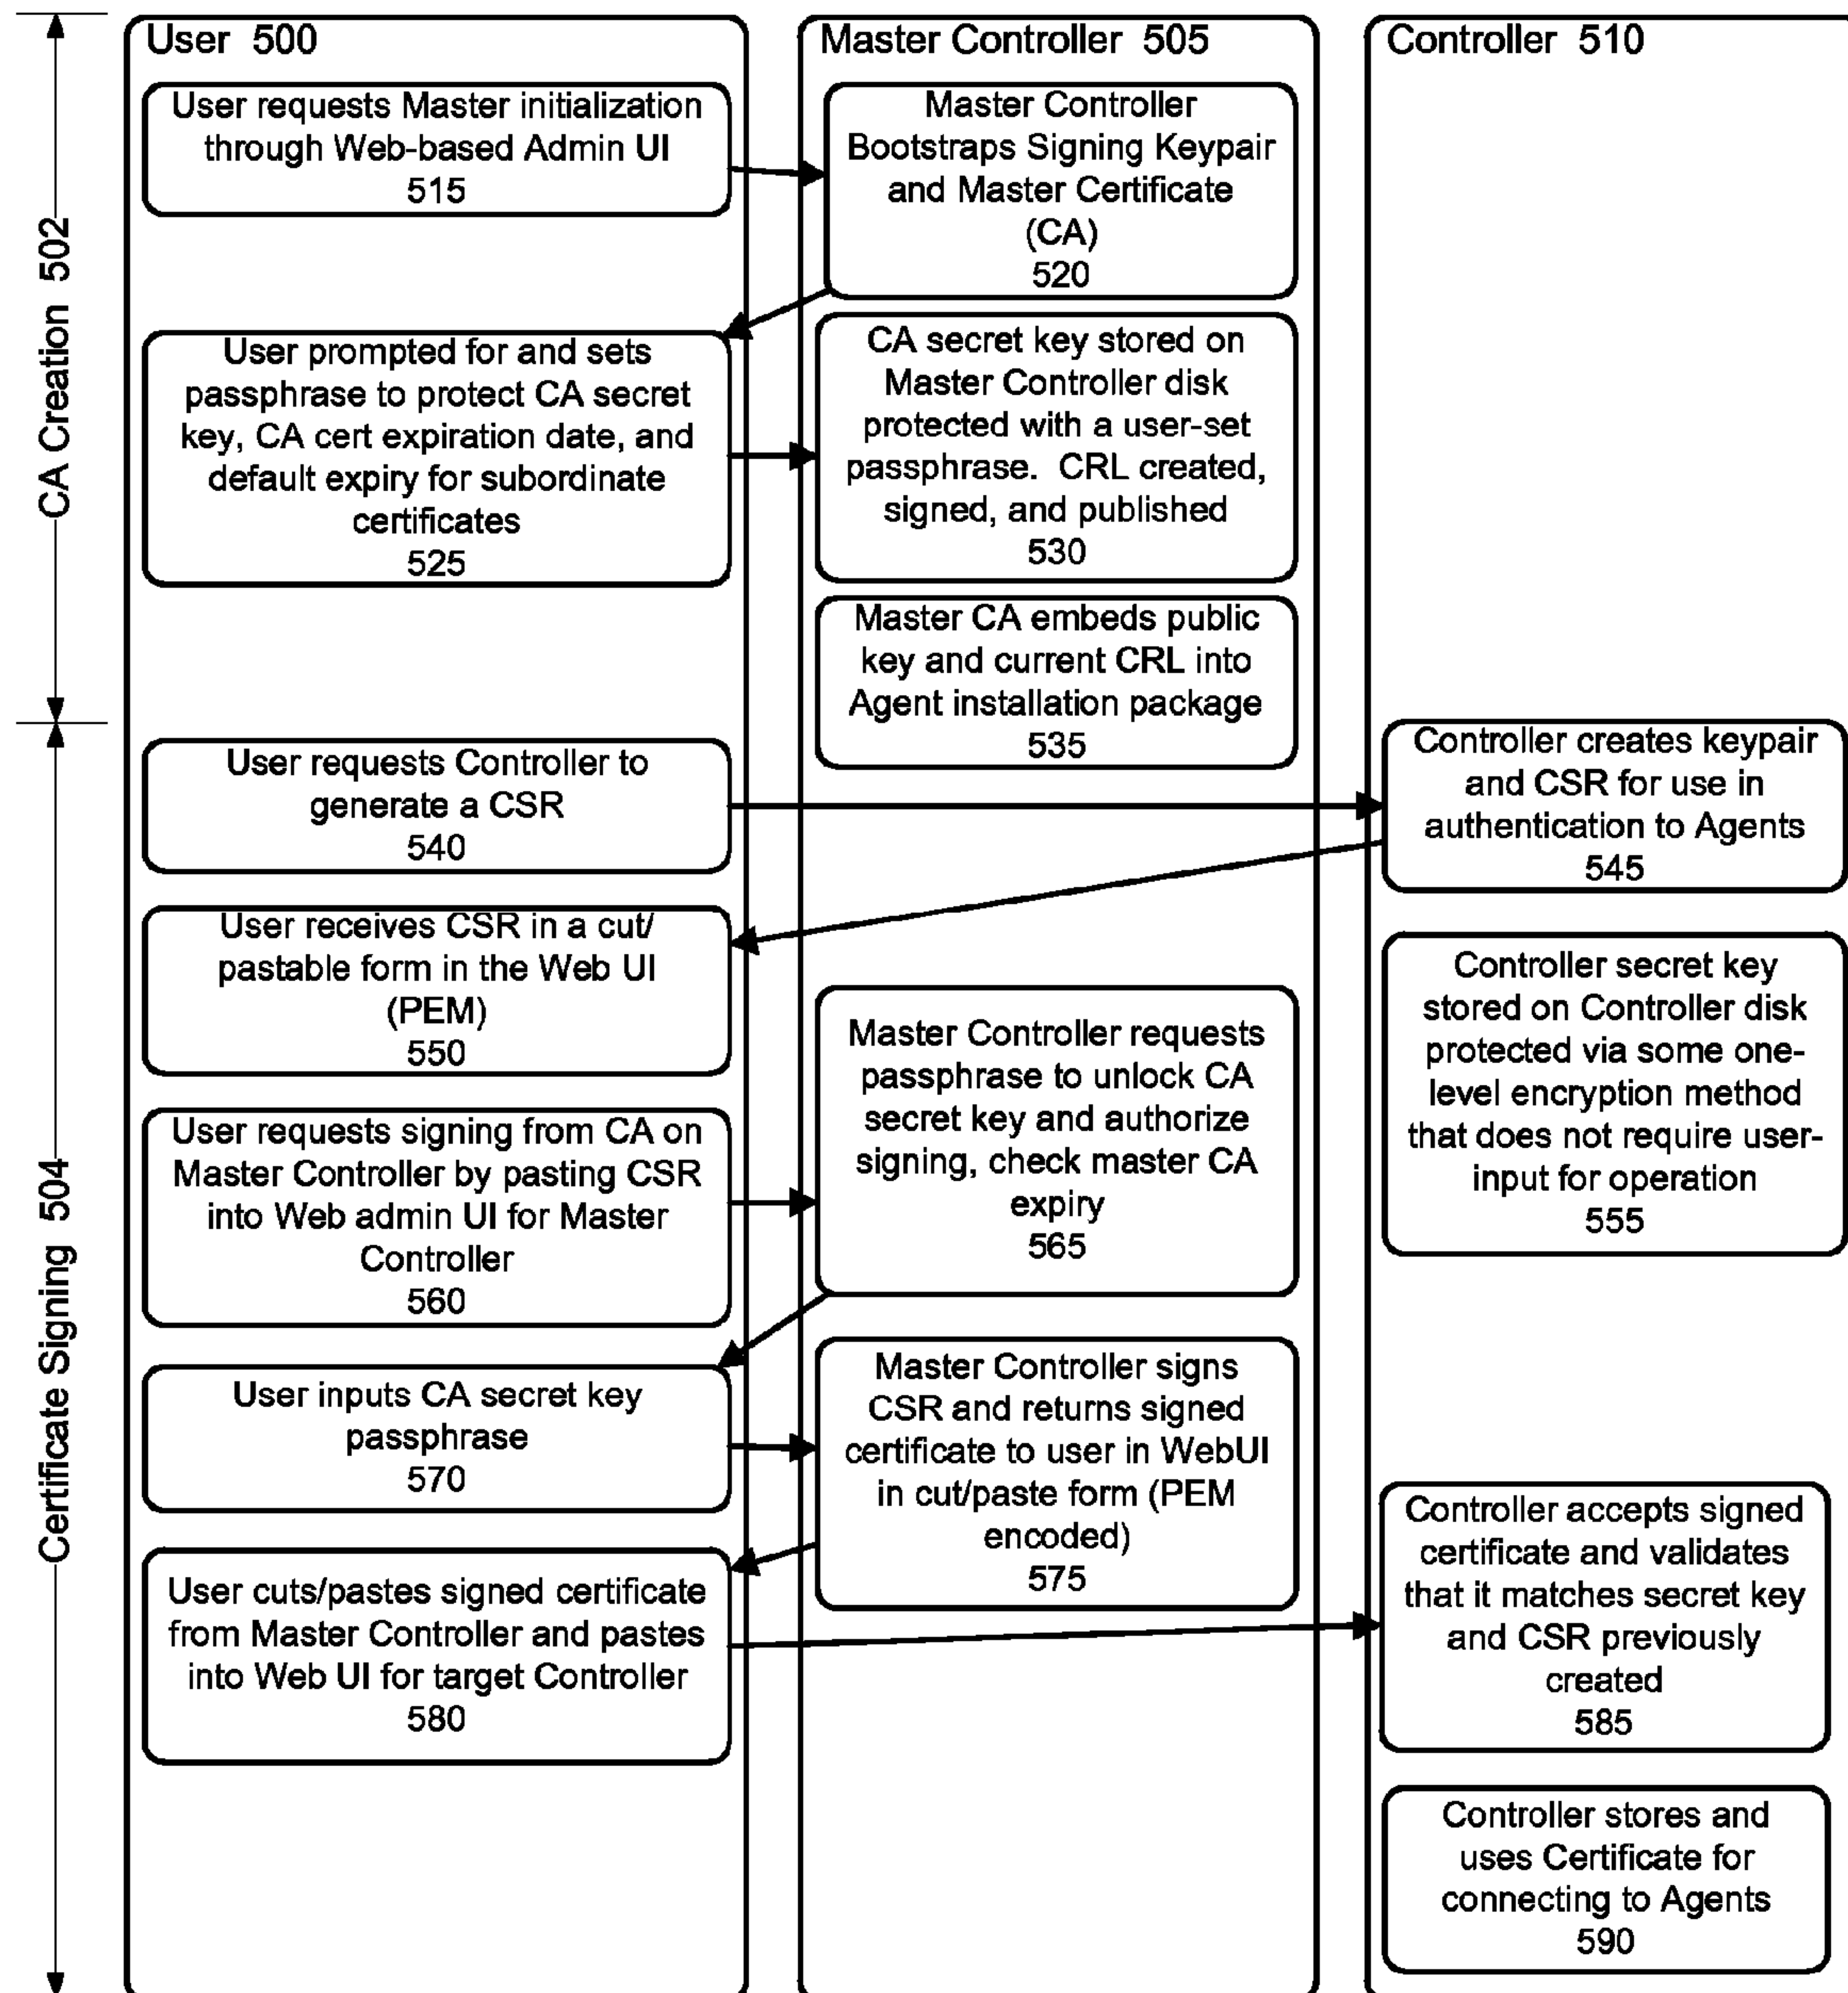 User 500
Master Controller 505
Controller 510
CA Creation 502
User requests Master initialization
through Web-based Admin UI
515
Master Controller
Bootstraps Signing Keypair
and Master Certificate
(CA)
520
User prompted for and sets
passphrase to protect CA secret
key, CA cert expiration date, and
default expiry for subordinate
certificates
525
CA secret key stored on
Master Controller disk
protected with a user-set
passphrase. CRL created,
signed, and published
530
Master CA embeds public
key and current CRL into
Agent installation package
535
Certificate Signing 504
User requests Controller to
generate a CSR
540
Controller creates keypair
and CSR for use in
authentication to Agents
545
User receives CSR in a cut/
pastable form in the Web UI
(PEM)
550
Controller secret key
stored on Controller disk
protected via some one-
level encryption method
that does not require user-
input for operation
555
User requests signing from CA on
Master Controller by pasting CSR
into Web admin UI for Master
Controller
560
Master Controller requests
passphrase to unlock CA
secret key and authorize
signing, check master CA
expiry
565
User inputs CA secret key
passphrase
570
Master Controller signs
CSR and returns signed
certificate to user in WebUI
in cut/paste form (PEM
encoded)
575
User cuts/pastes signed certificate
from Master Controller and pastes
into Web UI for target Controller
580
Controller accepts signed
certificate and validates
that it matches secret key
and CSR previously
created
585
Controller stores and
uses Certificate for
connecting to Agents
590